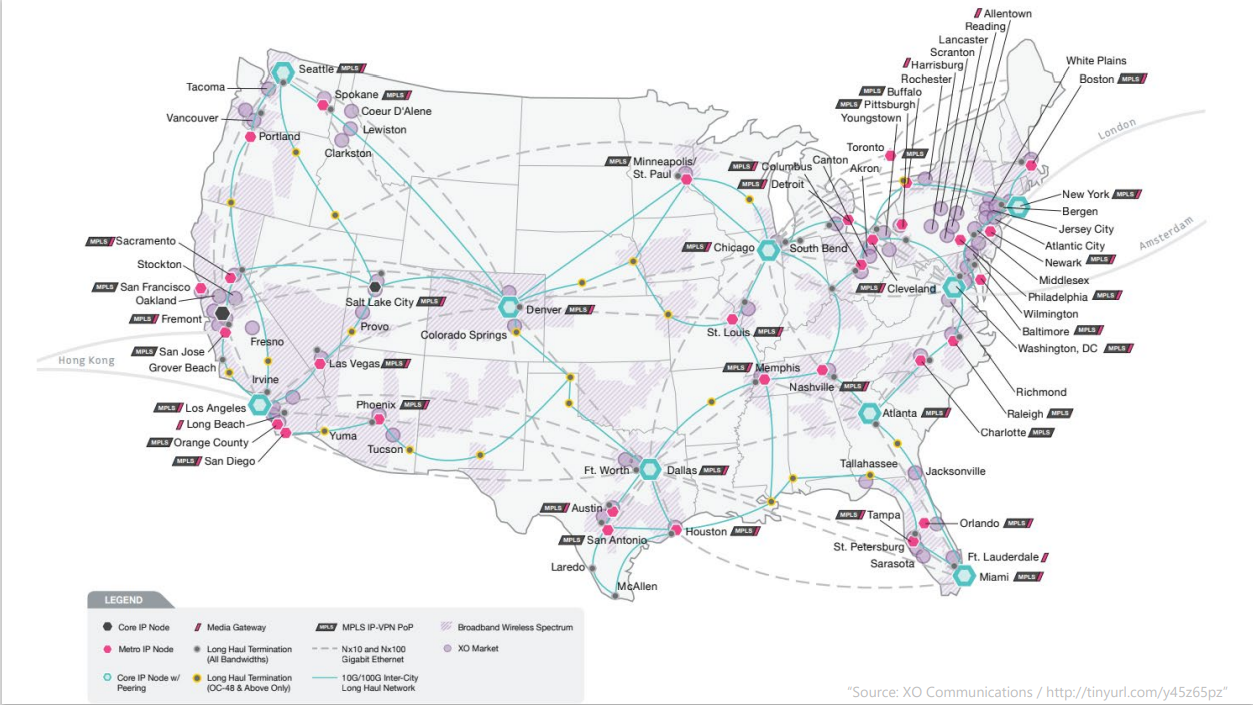 Allentown
Reading
Lancaster
Scranton
Harrisburg
Rochester
MPLS Buffalo
MPLS Pittsburgh
Youngstown
White Plains
Boston MPLS
Seattle MPLS
Tacoma
Spokane MPLS
Coeur D'Alene
Vancouver
Lewiston
Portland
Clarkston
London
Toronto MPLS
MPLS Minneapolis/
St. Paul
MPLS Columbus
Canton
Akron
MPLS Detroit
New York MPLS
Bergen
Jersey City
Atlantic City
Newark MPLS
Amsterdam
Middlesex
Philadelphia MPLS
Wilmington
Baltimore MPLS
Washington, DC MPLS
MPLS Sacramento
Stockton
MPLS San Francisco
Oakland
MPLS Fremont
Fresno
MPLS San Jose
Grover Beach
Hong Kong
Irvine
MPLS Los Angeles
Long Beach
MPLS Orange County
MPLS San Diego
Salt Lake City MPLS
Provo
Las Vegas MPLS
Phoenix MPLS
Yuma
Tucson
Denver MPLS
Colorado Springs
MPLS Chicago
South Bend
MPLS Cleveland
St. Louis MPLS
MPLS Memphis
Nashville MPLS
Richmond
Raleigh MPLS
Charlotte MPLS
Atlanta MPLS
Ft. Worth
Dallas MPLS
MPLS Austin
MPLS San Antonio
Houston MPLS
Laredo
McAllen
Tallahassee
Jacksonville
MPLS Tampa
Orlando MPLS
St. Petersburg
Sarasota
Ft. Lauderdale
Miami MPLS
LEGEND
Core IP Node
Media Gateway
MPLS MPLS IP-VPN PoP
Broadband Wireless Spectrum
Metro IP Node
Long Haul Termination
(All Bandwidths)
Nx10 and Nx100
Gigabit Ethernet
XO Market
Core IP Node w/
Peering
Long Haul Termination
(OC-48 & Above Only)
10G/100G Inter-City
Long Haul Network
"Source: XO Communications / http://tinyurl.com/y45z65pz"